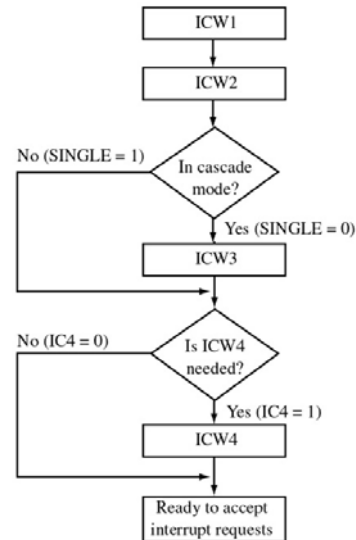 ICW1
ICW2
No (SINGLE = 1)
In cascade
mode?
Yes (SINGLE = 0)
ICW3
No (IC4 = 0)
Is ICW4
needed?
Yes (IC4 = 1)
ICW4
Ready to accept
interrupt requests